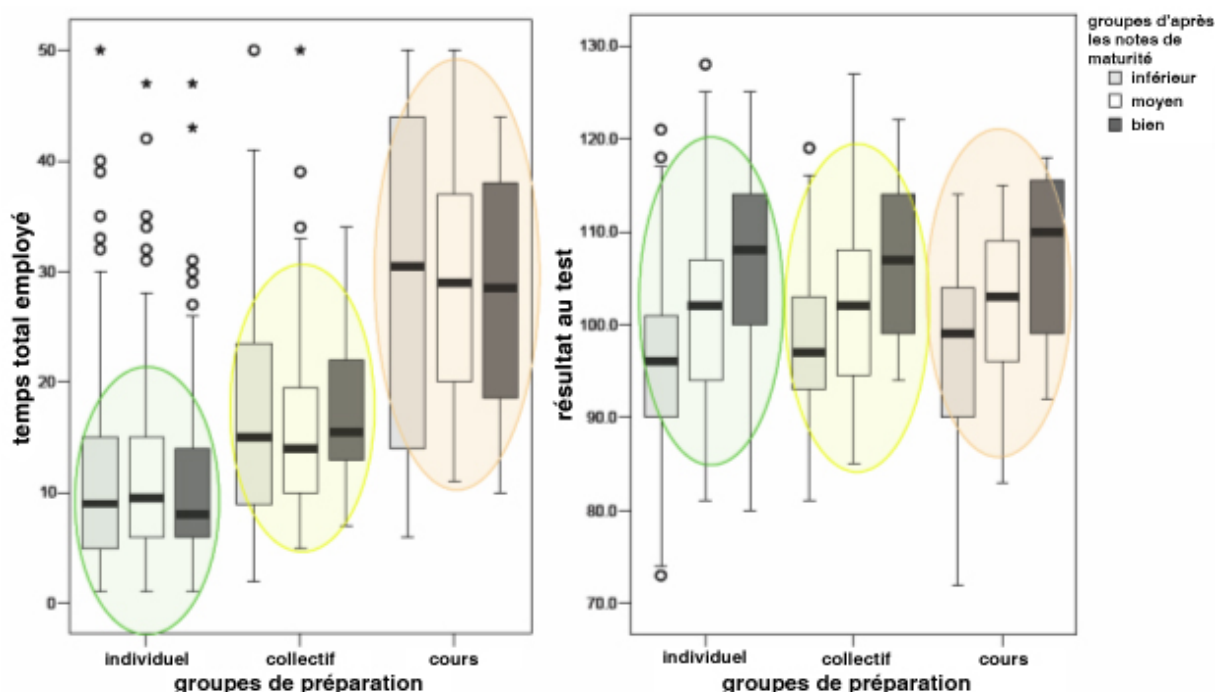 temps total employé
50
40
30
20
10
0
individuel
collectif
cours
groupes de préparation
résultat au test
130.0
120.0
110.0
100.0
90.0
80.0
70.0
individuel
collectif
cours
groupes de préparation
groupes d'après
les notes de
maturité
inférieur
moyen
bien